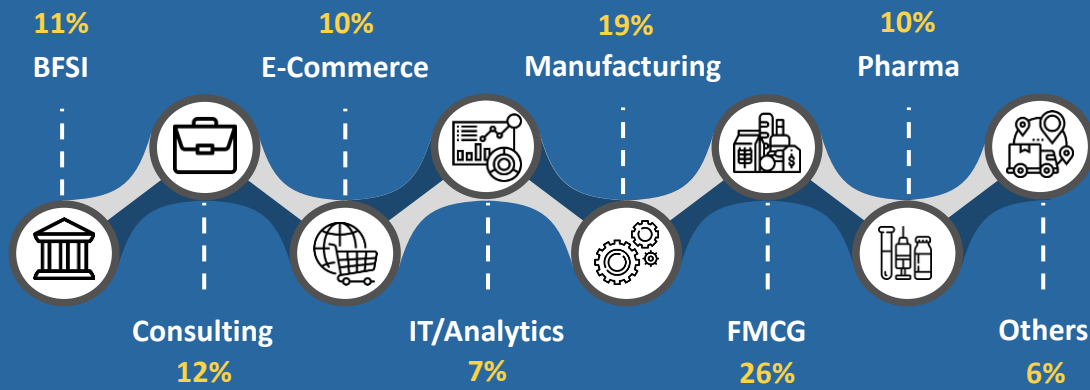 11%
BFSI
10%
E-Commerce
19%
Manufacturing
10%
Pharma
Consulting
12%
IT/Analytics
7%
FMCG
26%
Others
6%